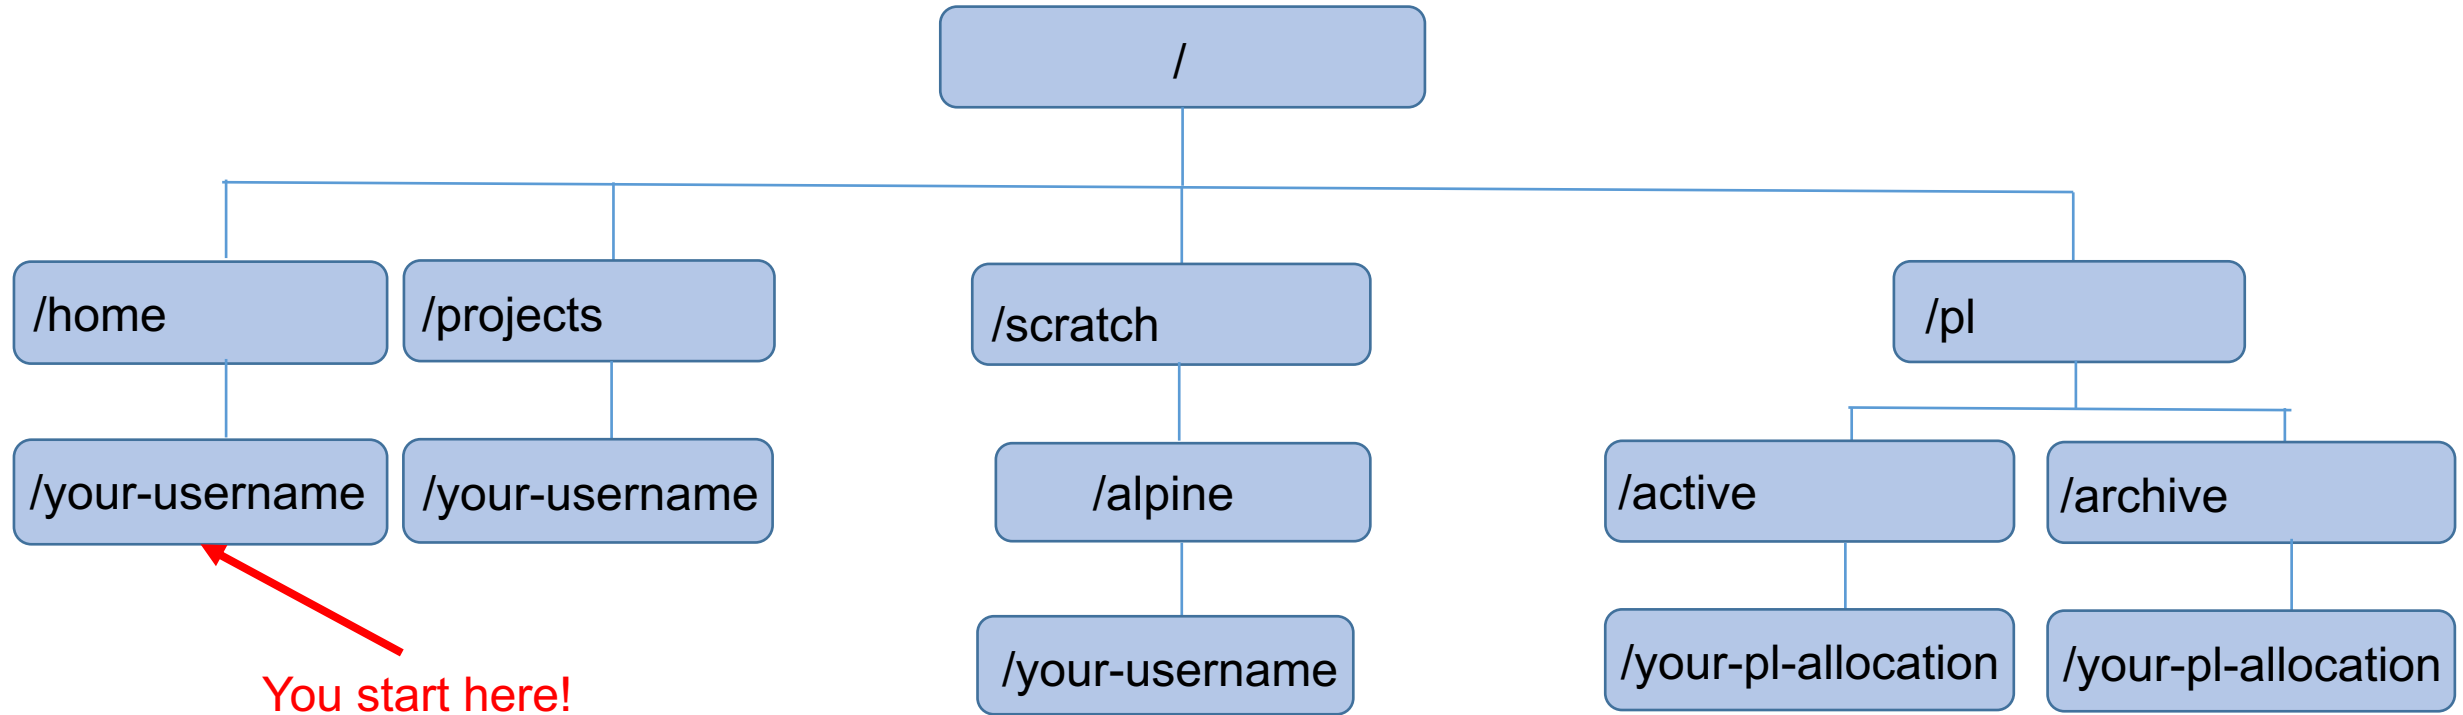 /
/home
/projects
/scratch
/pl
/your-username
/your-username
/alpine
/active
/archive
/your-username
/your-pl-allocation
/your-pl-allocation
You start here!